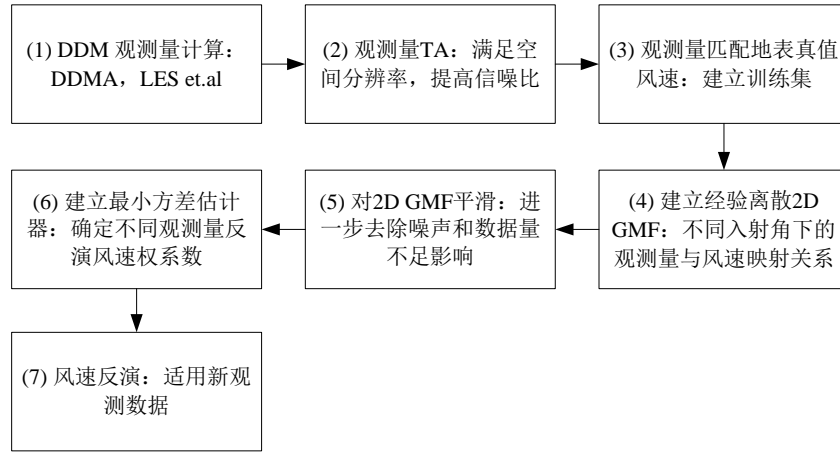 (1) DDM 观测量计算：
DDMA，LES et.al
(2) 观测量TA：满足空
间分辨率，提高信噪比
(3) 观测量匹配地表真值
风速：建立训练集
(4) 建立经验离散2D
GMF：不同入射角下的
观测量与风速映射关系
(5) 对2D GMF平滑：进
一步去除噪声和数据量
不足影响
(6) 建立最小方差估计
器：确定不同观测量反
演风速权系数
(7) 风速反演：适用新观
测数据